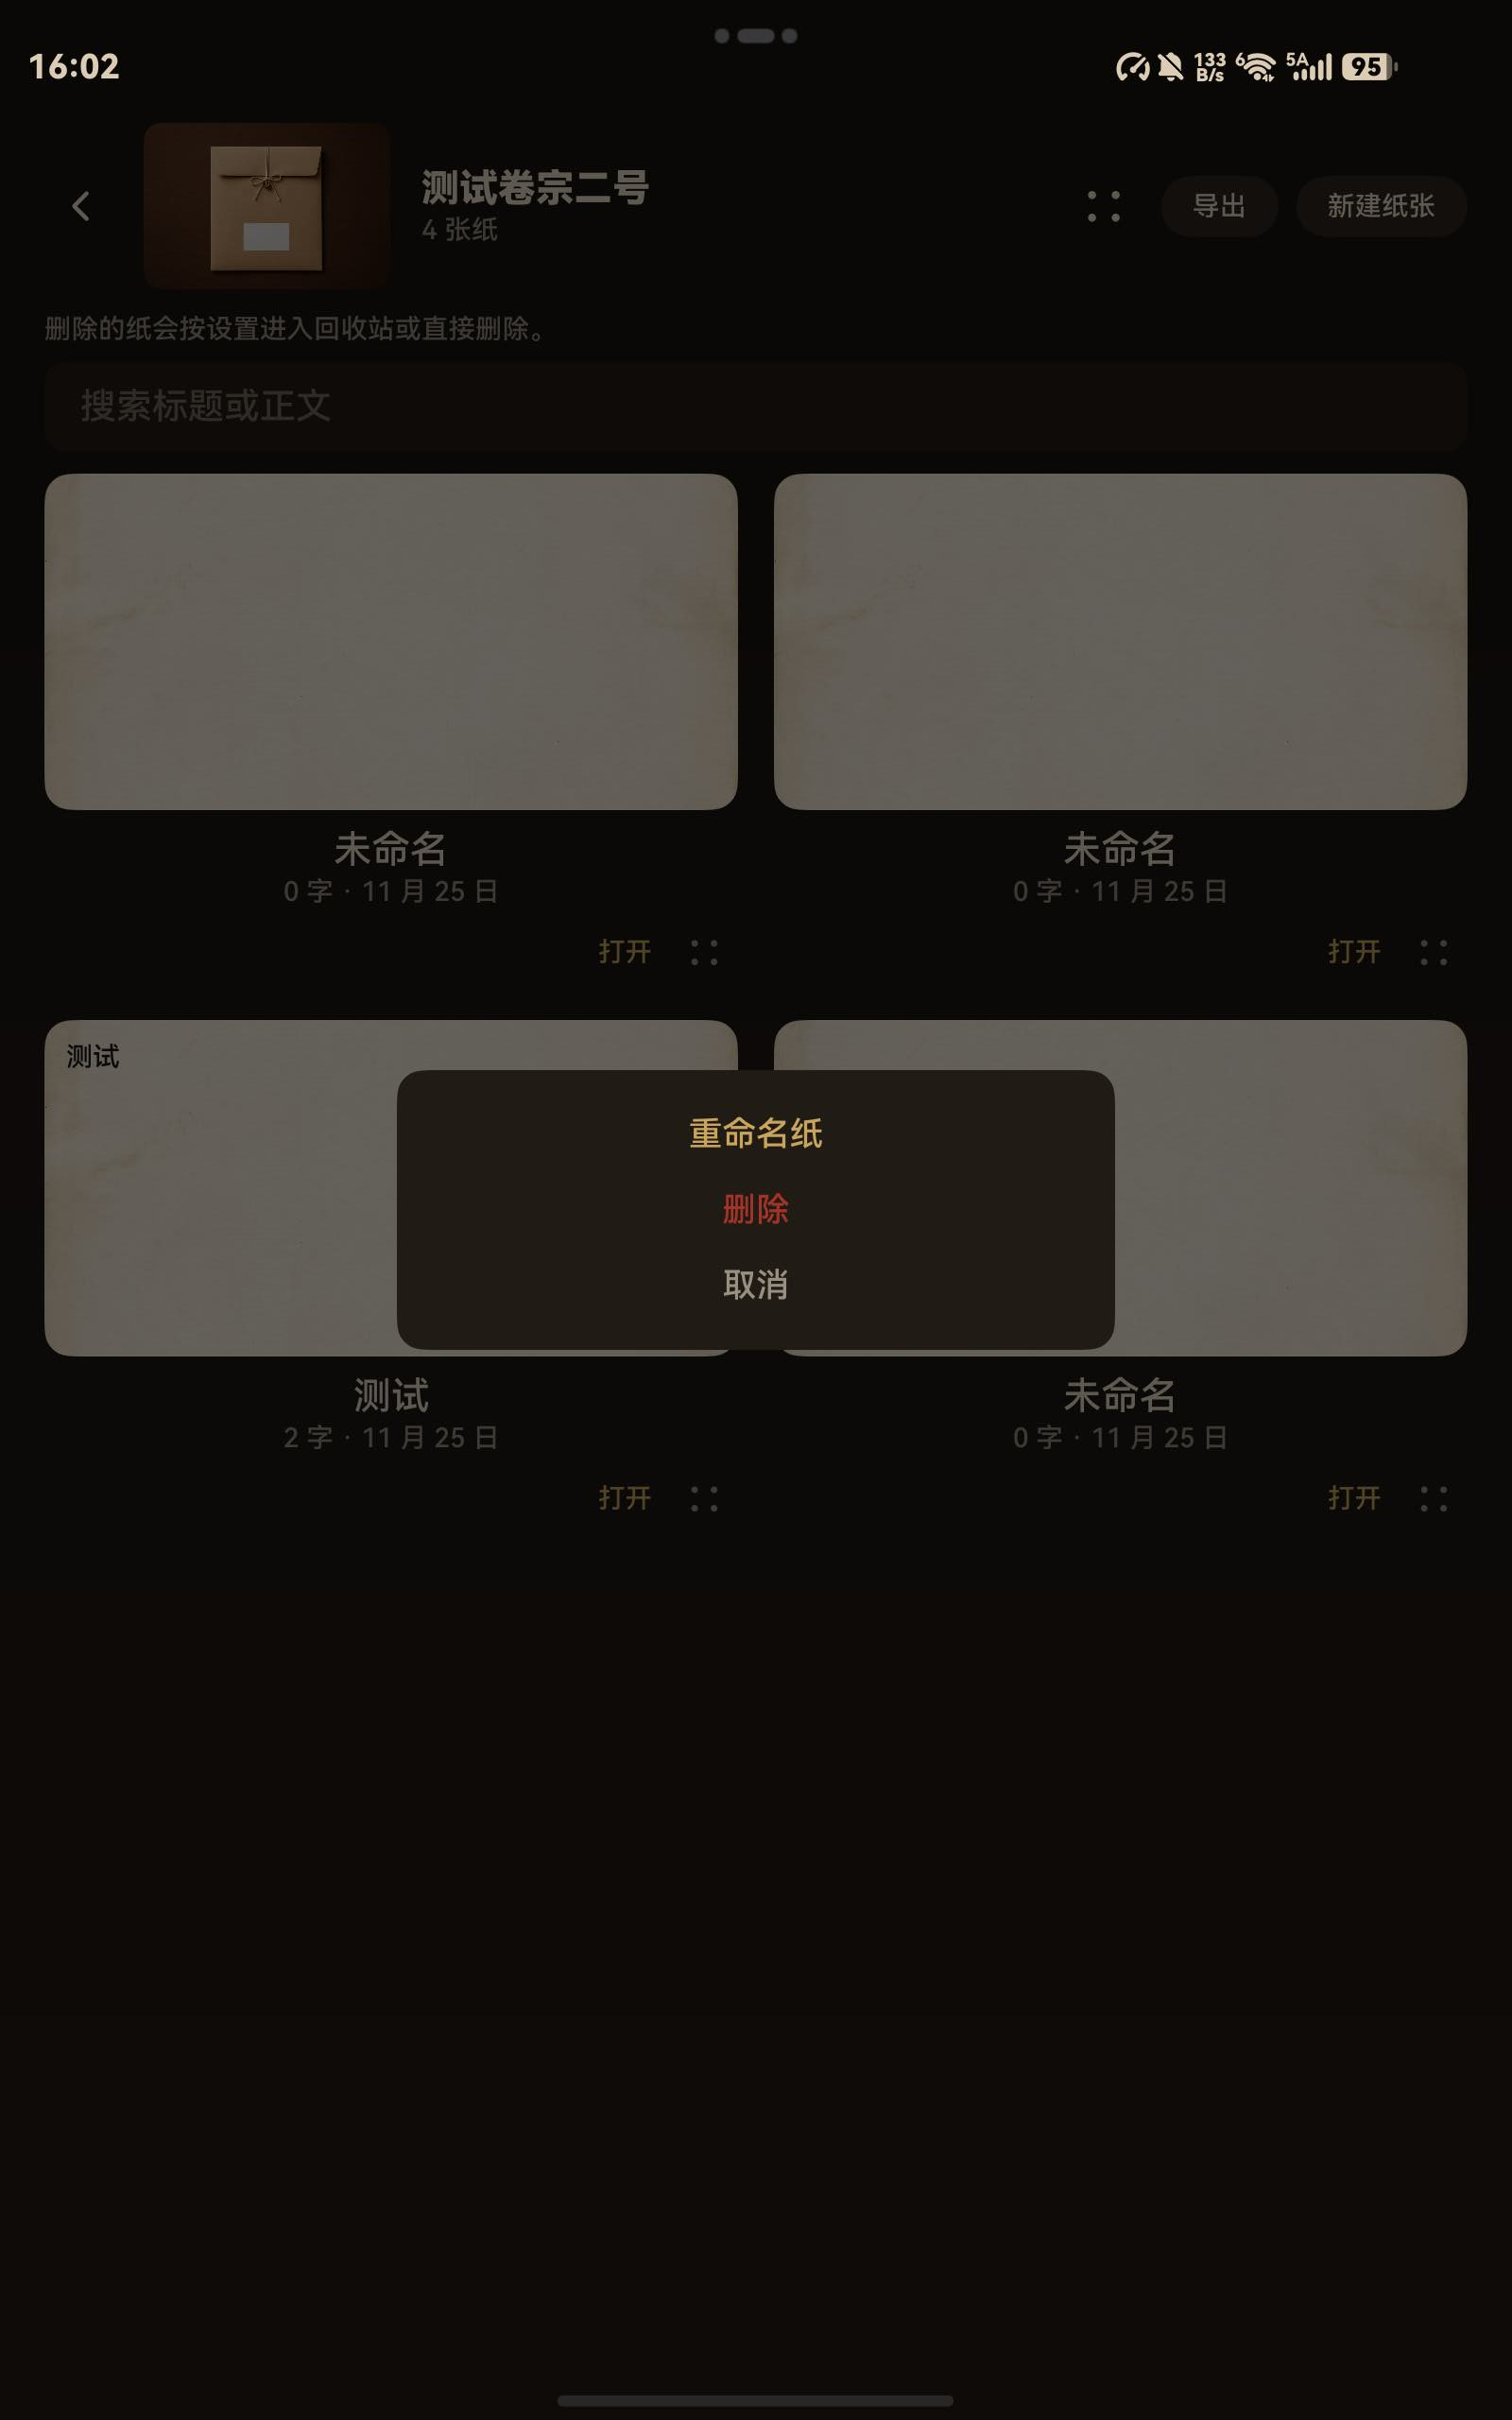 16:02
133 B/s
6
5A
95
测试卷宗二号
4 张纸
导出
新建纸张
删除的纸会按设置进入回收站或直接删除。
搜索标题或正文
未命名
0 字 · 11 月 25 日
打开
未命名
0 字 · 11 月 25 日
打开
测试
重命名纸
删除
取消
测试
2 字 · 11 月 25 日
打开
未命名
0 字 · 11 月 25 日
打开